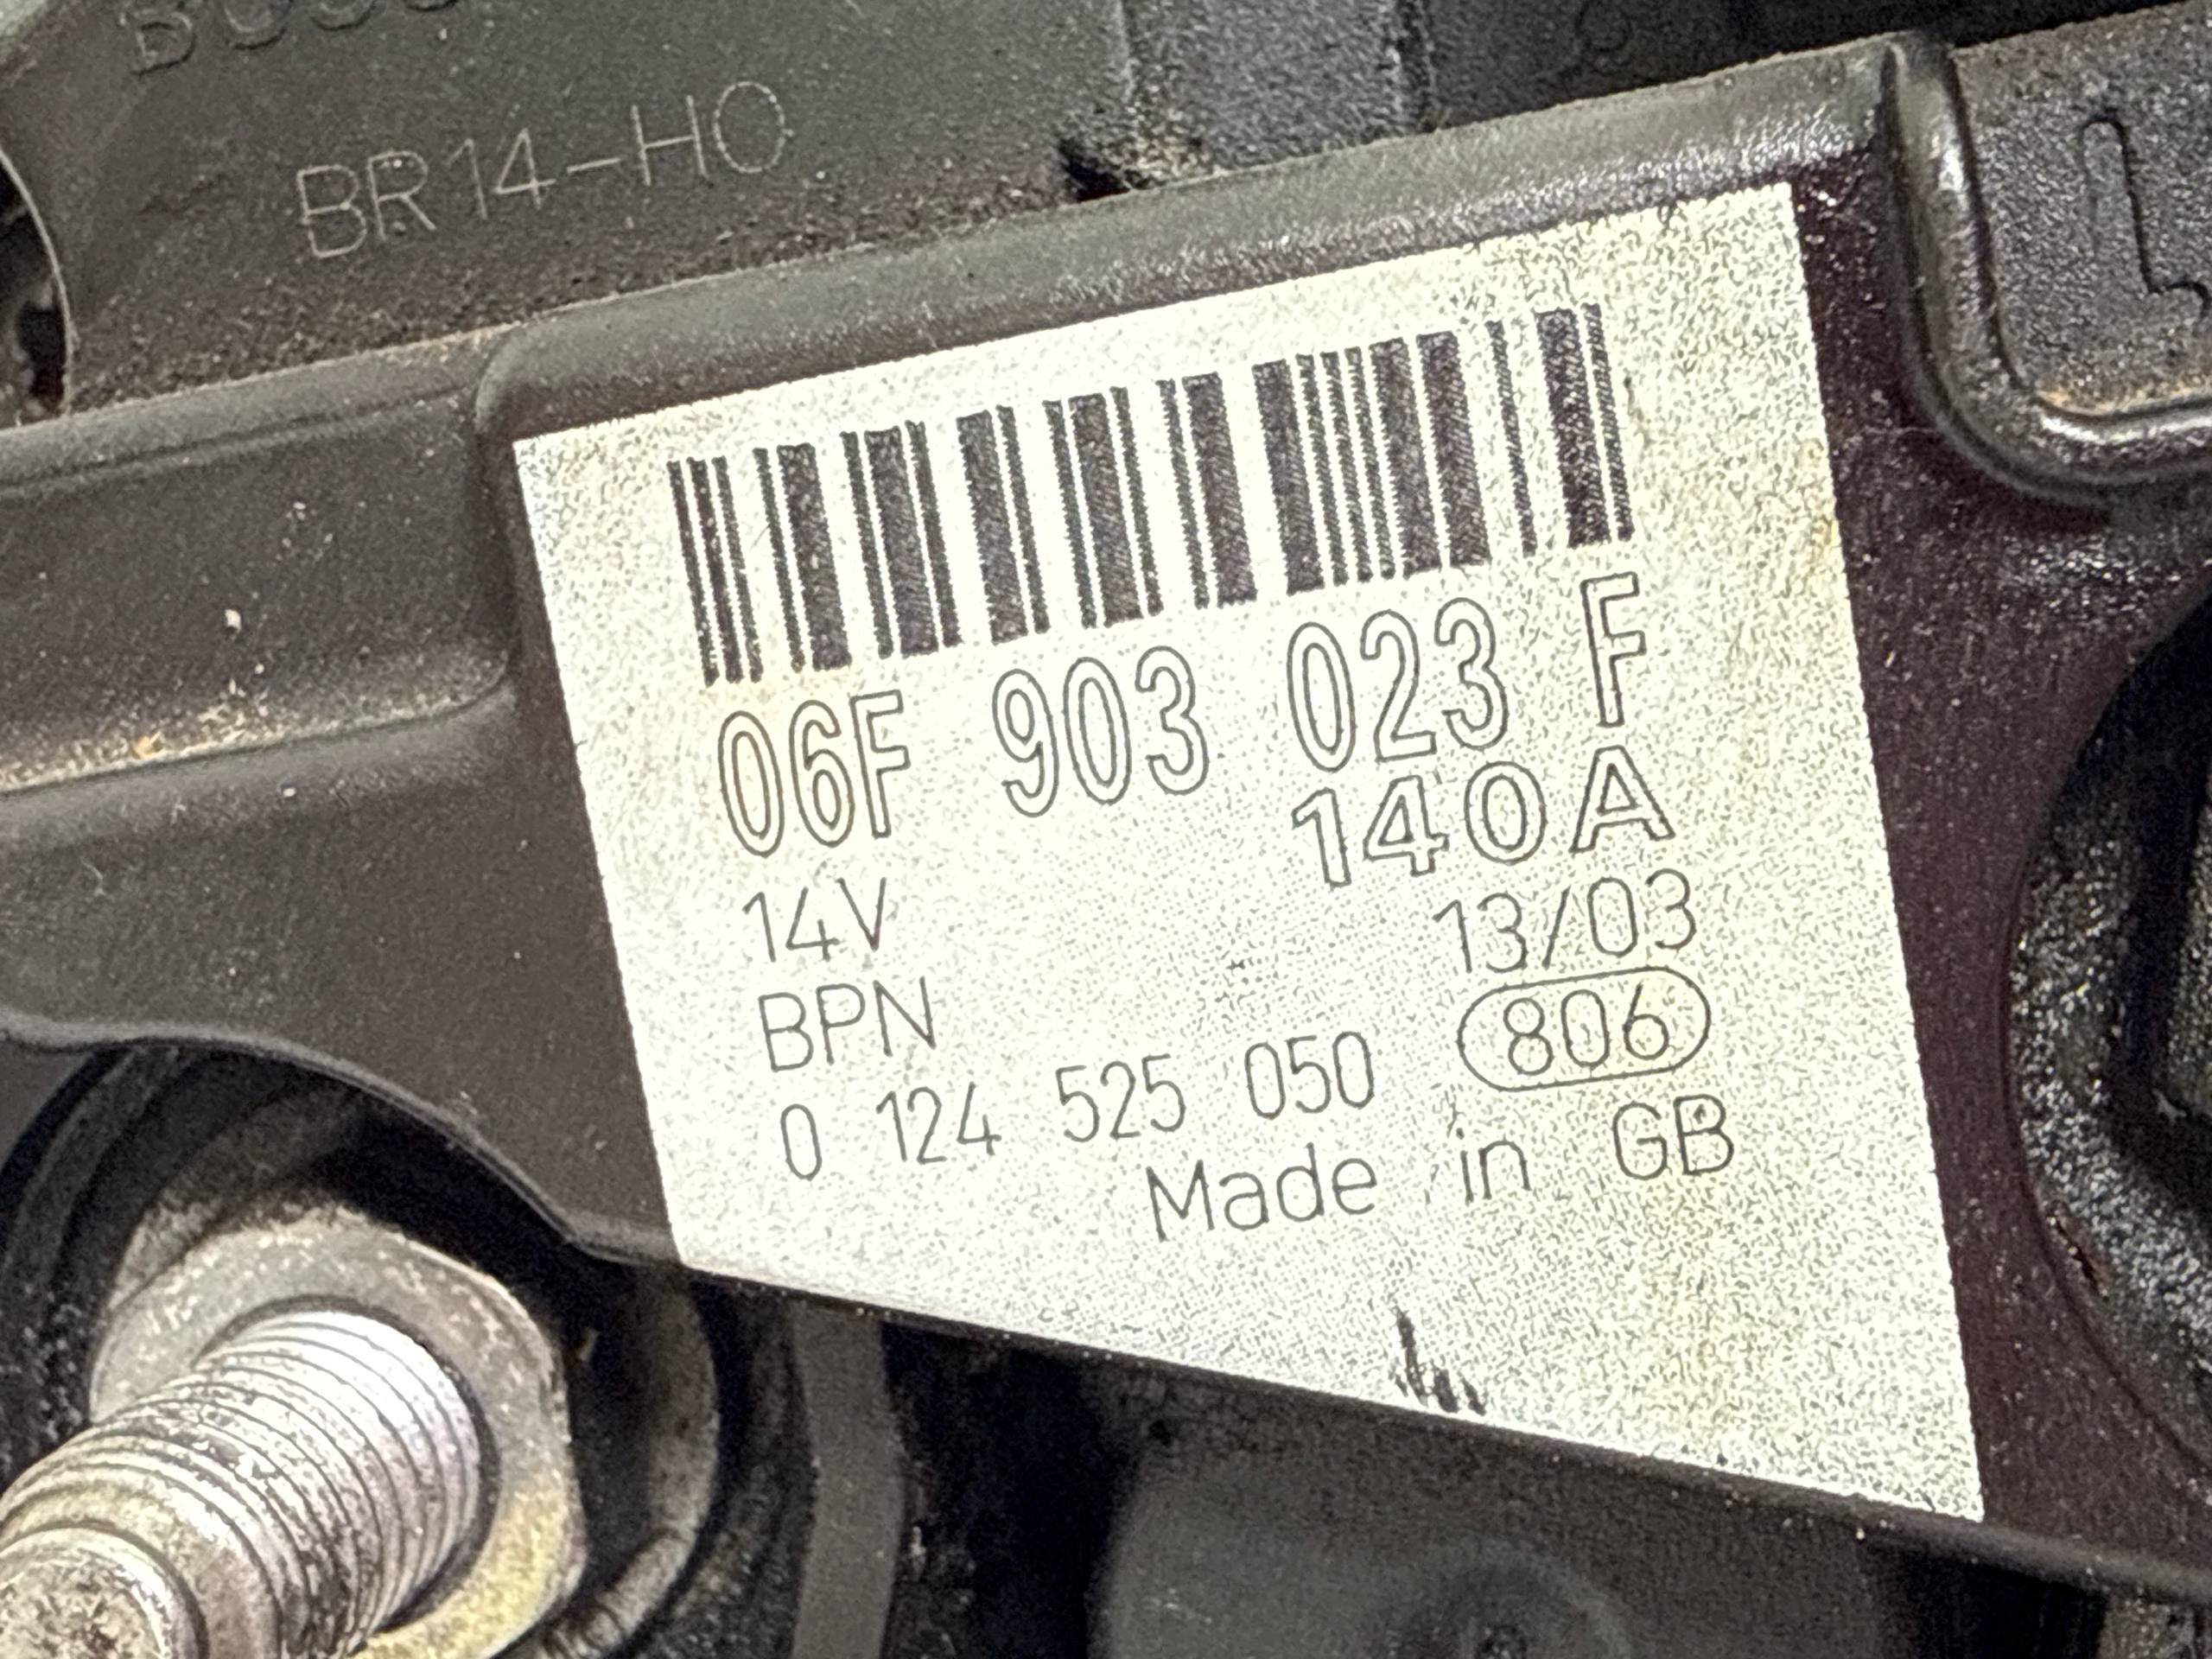 BR14-HO
06F 903 023 F
140A
14V 13/03
BPN 806
0 124 525 050
Made in GB